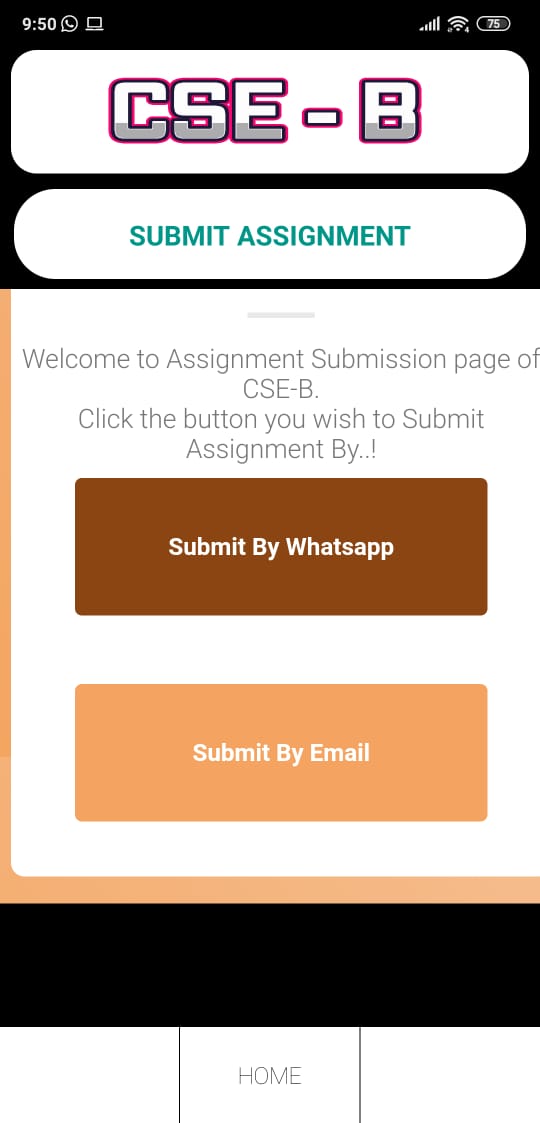 9:50
4
75
CSE - B
SUBMIT ASSIGNMENT
Welcome to Assignment Submission page of
CSE-B.
Click the button you wish to Submit
Assignment By..!
Submit By Whatsapp
Submit By Email
HOME